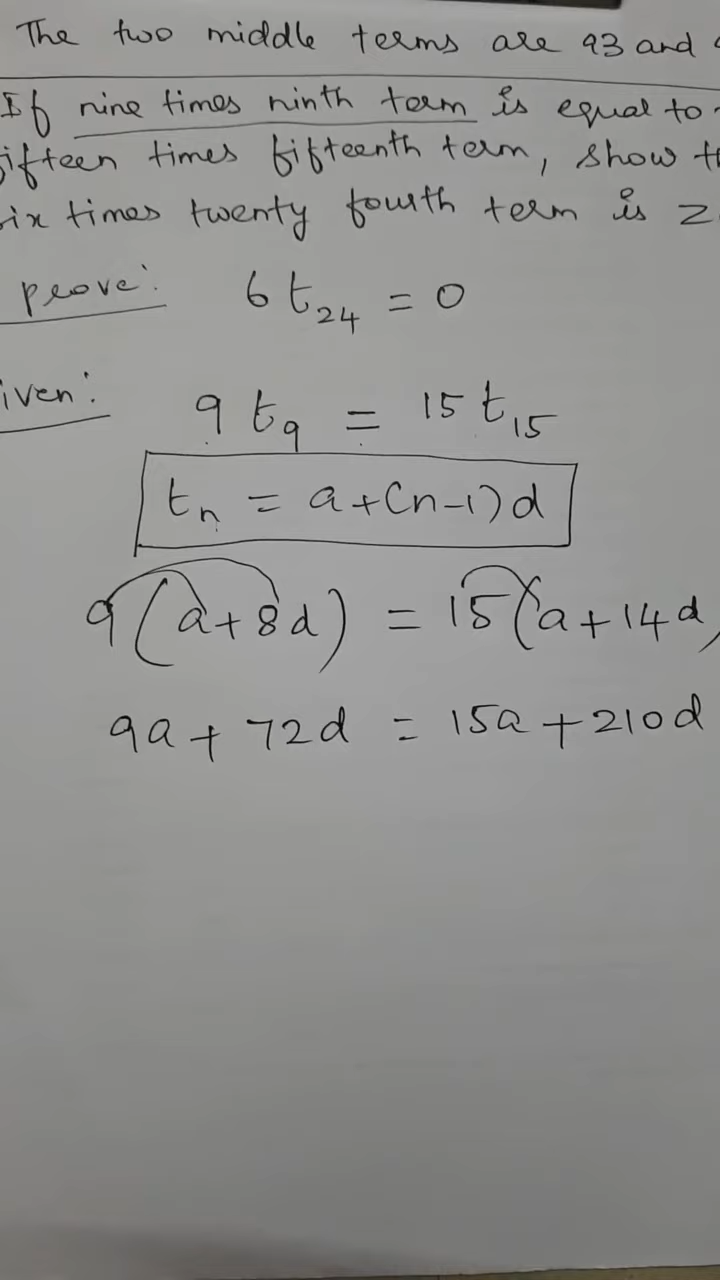 The two middle terms are 93 and
If nine times ninth term is equal to
fifteen times fifteenth term, show
six times twenty fourth term is
prove:
6 t₂₄ = 0
Given:
9 t₉ = 15 t₁₅
tₙ = a+(n-1)d
9(a+8d) = 15(a+14d)
9a + 72d = 15a + 210d